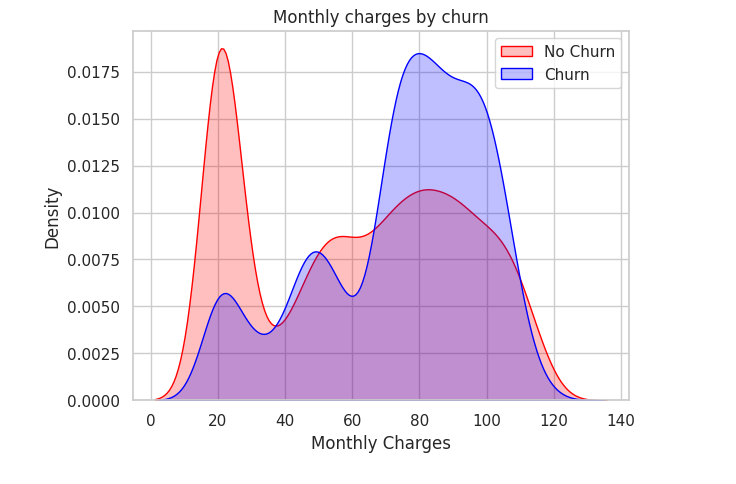 Monthly charges by churn
No Churn
Churn
Density
0.0175
0.0150
0.0125
0.0100
0.0075
0.0050
0.0025
0.0000
0 20 40 60 80 100 120 140
Monthly Charges